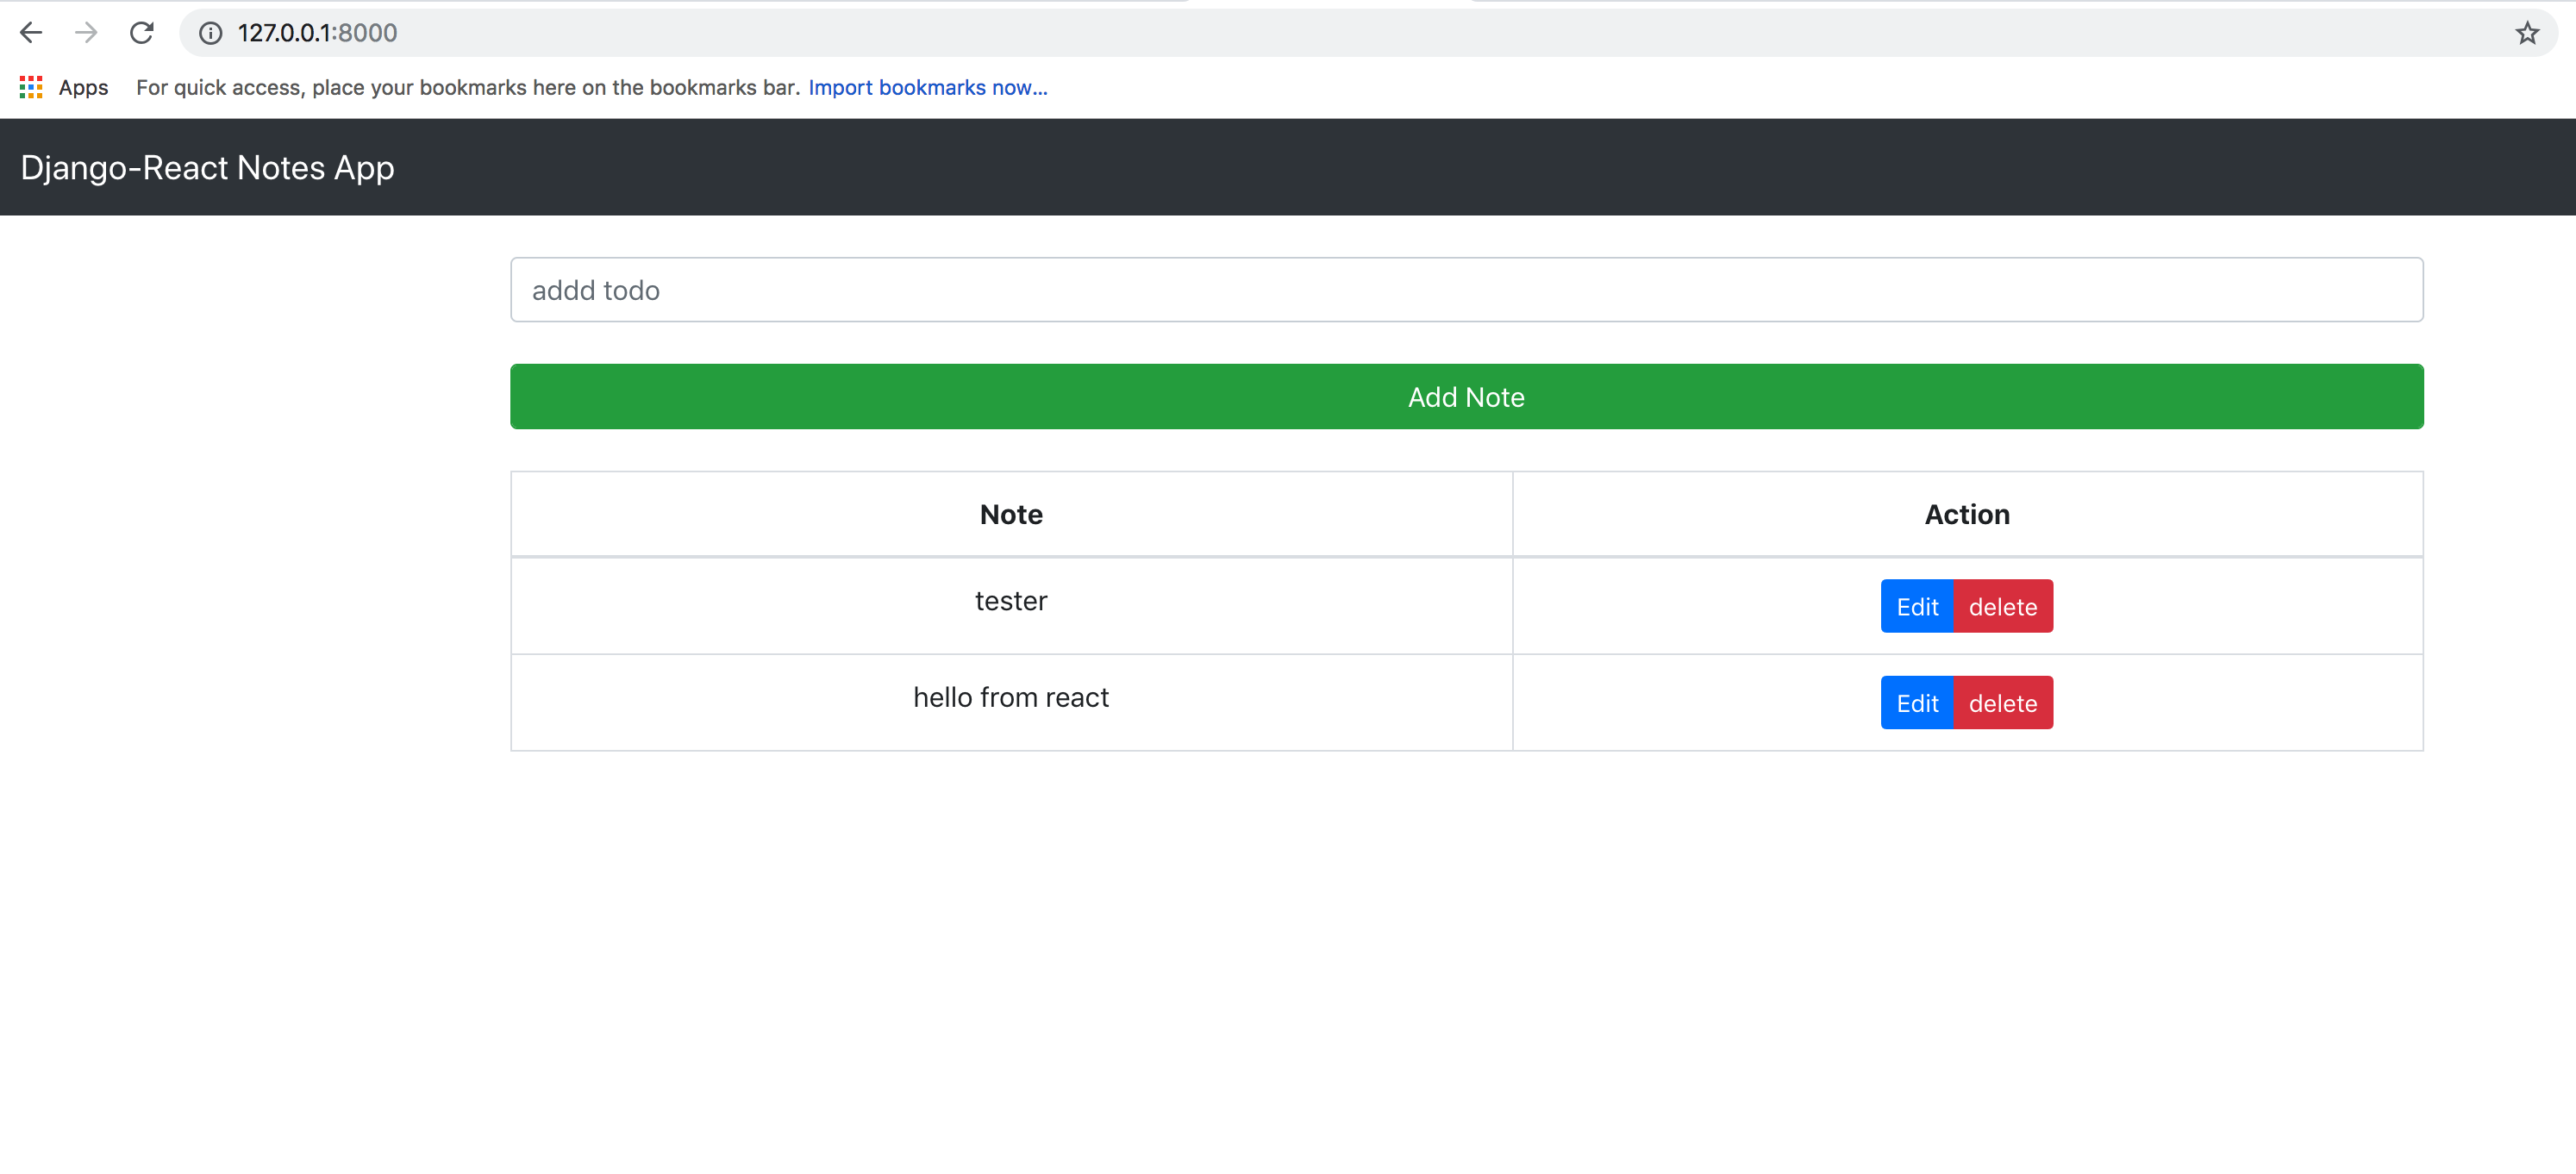 127.0.0.1:8000
Apps For quick access, place your bookmarks here on the bookmarks bar. Import bookmarks now...
Django-React Notes App
addd todo
Add Note
Note Action
tester Edit delete
hello from react Edit delete